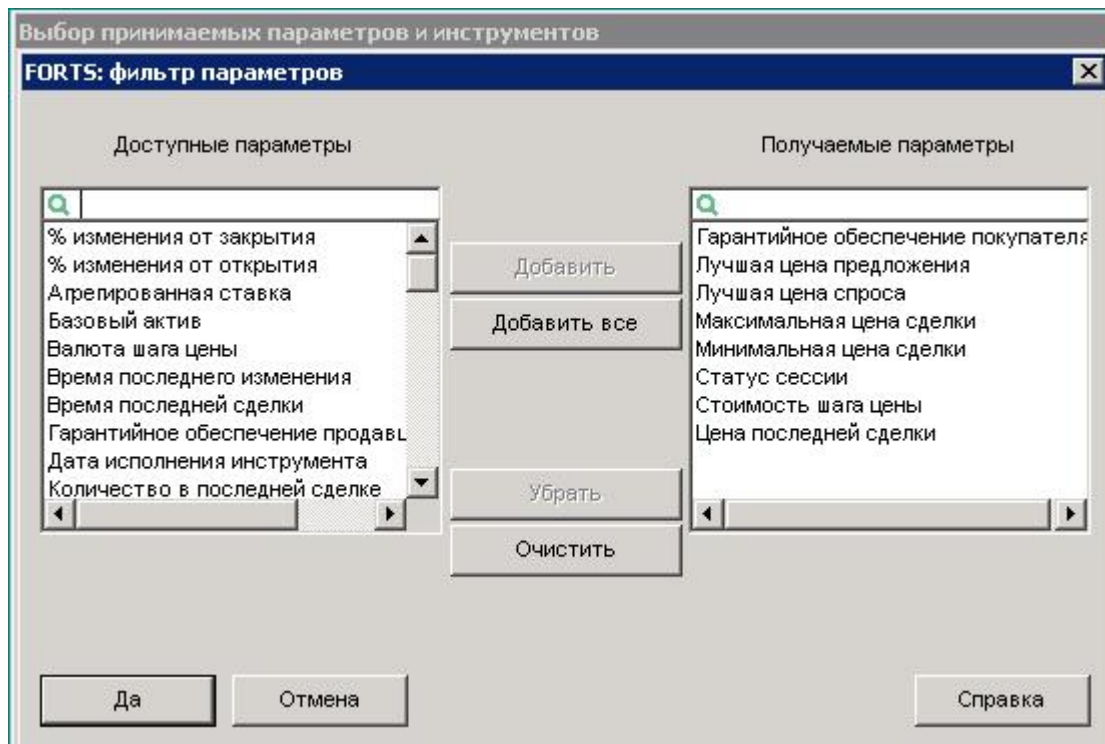 Выбор принимаемых параметров и инструментов
FORTS: фильтр параметров
Доступные параметры
Получаемые параметры
% изменения от закрытия
% изменения от открытия
Агрегированная ставка
Базовый актив
Валюта шага цены
Время последнего изменения
Время последней сделки
Гарантийное обеспечение продавц
Дата исполнения инструмента
Количество в последней сделке
Добавить
Добавить все
Убрать
Очистить
Гарантийное обеспечение покупателя
Лучшая цена предложения
Лучшая цена спроса
Максимальная цена сделки
Минимальная цена сделки
Статус сессии
Стоимость шага цены
Цена последней сделки
Да
Отмена
Справка